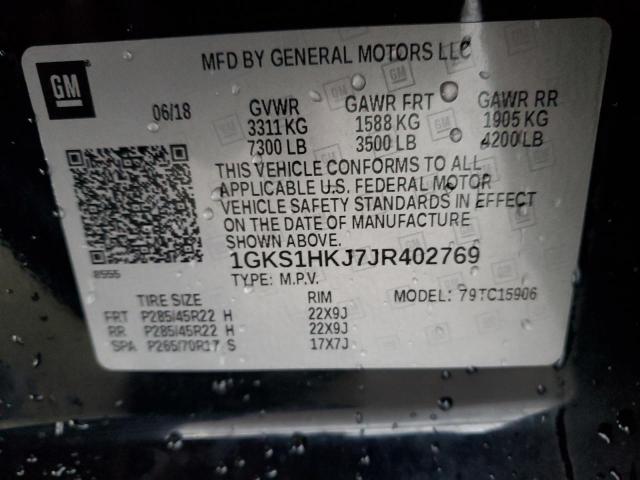 GM
MFD BY GENERAL MOTORS LLC
06/18 GVWR GAWR FRT GAWR RR
3311 KG 1588 KG 1905 KG
7300 LB 3500 LB 4200 LB
THIS VEHICLE CONFORMS TO ALL
APPLICABLE U.S. FEDERAL MOTOR
VEHICLE SAFETY STANDARDS IN EFFECT
ON THE DATE OF MANUFACTURE
SHOWN ABOVE.
1GKS1HKJ7JR402769
8555
TYPE: M.P.V.
MODEL: 79TC15906
TIRE SIZE RIM
FRT P285/45R22 H 22X9J
RR P285/45R22 H 22X9J
SPA P265/70R17 S 17X7J